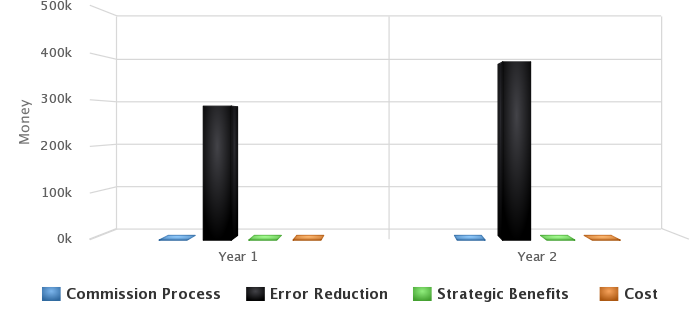 500k
400k
300k
200k
100k
0k
Money
Year 1 Year 2
Commission Process Error Reduction Strategic Benefits Cost